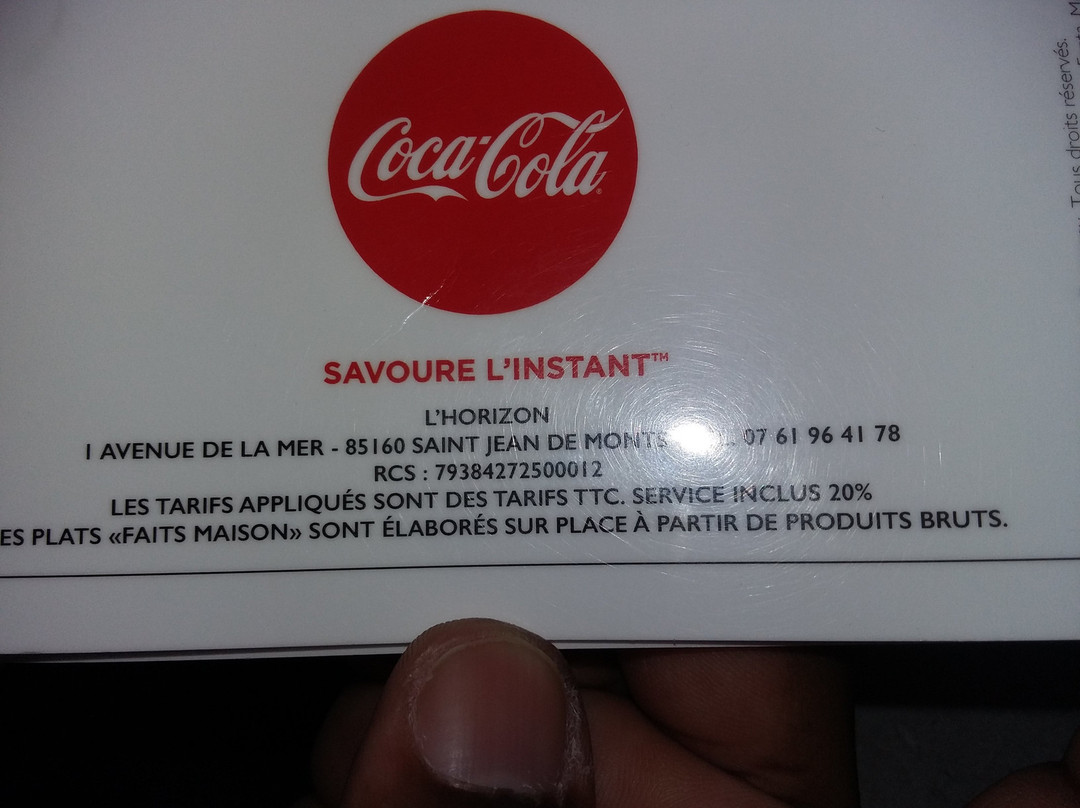 Coca-Cola
SAVOURE L'INSTANT™
L'HORIZON
1 AVENUE DE LA MER - 85160 SAINT JEAN DE MONTS 07 61 96 41 78
RCS : 79384272500012
LES TARIFS APPLIQUÉS SONT DES TARIFS TTC. SERVICE INCLUS 20%
ES PLATS «FAITS MAISON» SONT ÉLABORÉS SUR PLACE À PARTIR DE PRODUITS BRUTS.
Tous droits réservés.